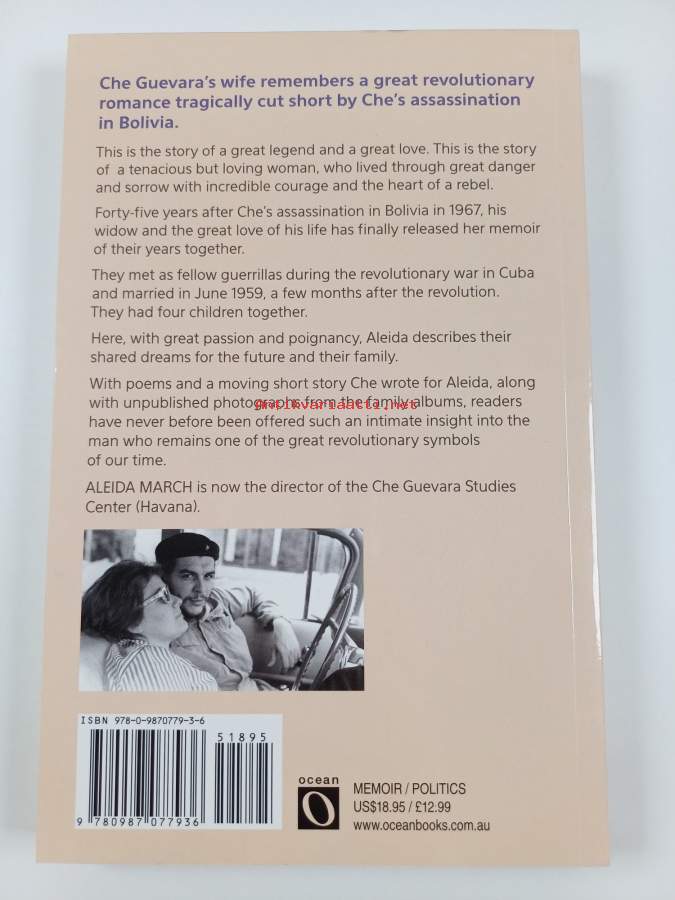 Che Guevara's wife remembers a great revolutionary
romance tragically cut short by Che's assassination
in Bolivia.
This is the story of a great legend and a great love. This is the story
of a tenacious but loving woman, who lived through great danger
and sorrow with incredible courage and the heart of a rebel.
Forty-five years after Che's assassination in Bolivia in 1967, his
widow and the great love of his life has finally released her memoir
of their years together.
They met as fellow guerrillas during the revolutionary war in Cuba
and married in June 1959, a few months after the revolution.
They had four children together.
Here, with great passion and poignancy, Aleida describes their
shared dreams for the future and their family.
With poems and a moving short story Che wrote for Aleida, along
with unpublished photographs from the family albums, readers
antikvariaatti.net
have never before been offered such an intimate insight into the
man who remains one of the great revolutionary symbols
of our time.
ALEIDA MARCH is now the director of the Che Guevara Studies
Center (Havana).
ISBN 978-0-9870779-3-6
51895
9 780987 077936
ocean
MEMOIR / POLITICS
US$18.95 / £12.99
www.oceanbooks.com.au